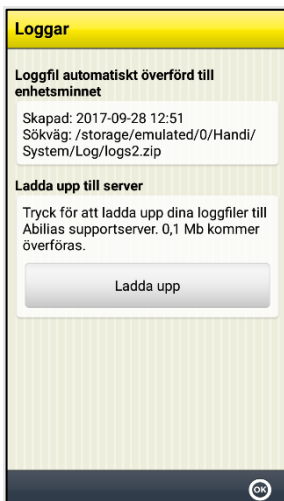 Loggar
Loggfil automatiskt överförd till
enhetsminnet
Skapad: 2017-09-28 12:51
Sökväg: /storage/emulated/0/Handi/
System/Log/logs2.zip
Ladda upp till server
Tryck för att ladda upp dina loggfiler till
Abilias supportserver. 0,1 Mb kommer
överföras.
Ladda upp
OK